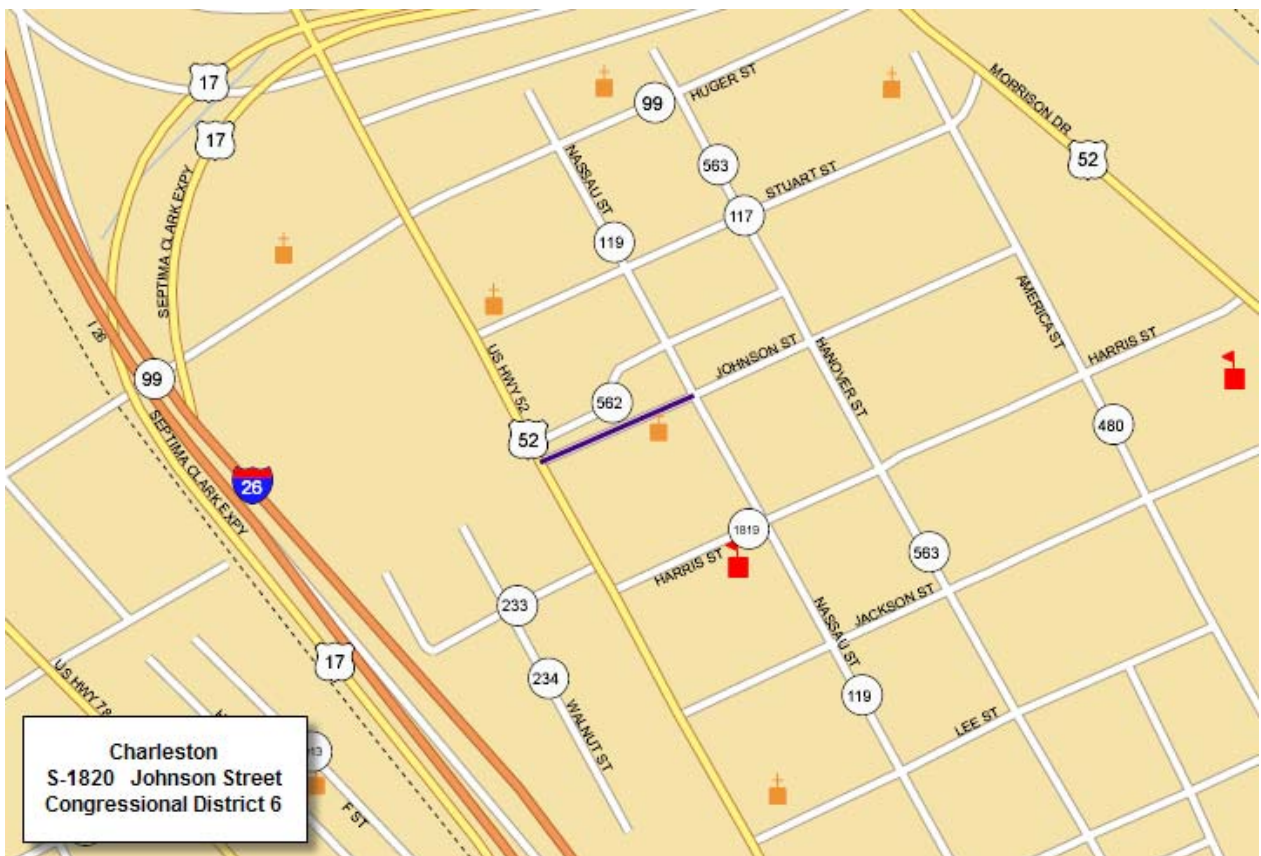 17
HUGER ST
MORRISON DR
99
17
52
NASSAU ST
563
STUART ST
117
119
SEPTIMA CLARK EXPY
AMERICA ST
I 26
US HWY 52
JOHNSON ST
HANOVER ST
HARRIS ST
99
562
52
480
SEPTIMA CLARK EXPY
26
1819
HARRIS ST
563
233
NASSAU ST
JACKSON ST
17
234
119
US HWY 78
WALNUT ST
LEE ST
Charleston
S-1820 Johnson Street
Congressional District 6
F ST